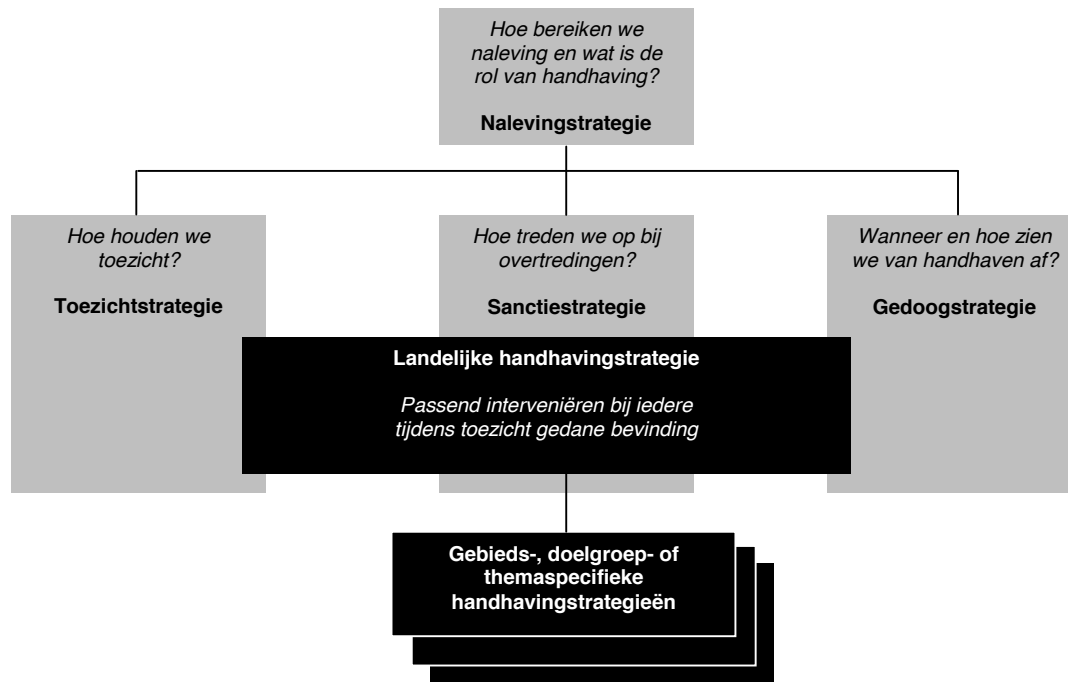 Hoe bereiken we
naleving en wat is de
rol van handhaving?
Nalevingstrategie
Hoe houden we
toezicht?
Toezichtstrategie
Hoe treden we op bij
overtredingen?
Sanctiestrategie
Wanneer en hoe zien
we van handhaven af?
Gedoogstrategie
Landelijke handhavingstrategie
Passend interveniëren bij iedere
tijdens toezicht gedane bevinding
Gebieds-, doelgroep- of
themaspecifieke
handhavingstrategieën